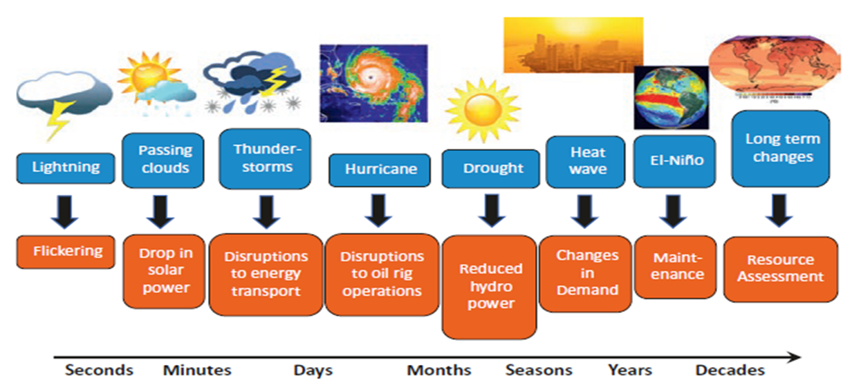 Lightning
Passing
clouds
Thunder-
storms
Hurricane
Drought
Heat
wave
El-Niño
Long term
changes
Flickering
Drop in
solar
power
Disruptions
to energy
transport
Disruptions
to oil rig
operations
Reduced
hydro
power
Changes
in
Demand
Maint-
enance
Resource
Assessment
Seconds Minutes Days Months Seasons Years Decades